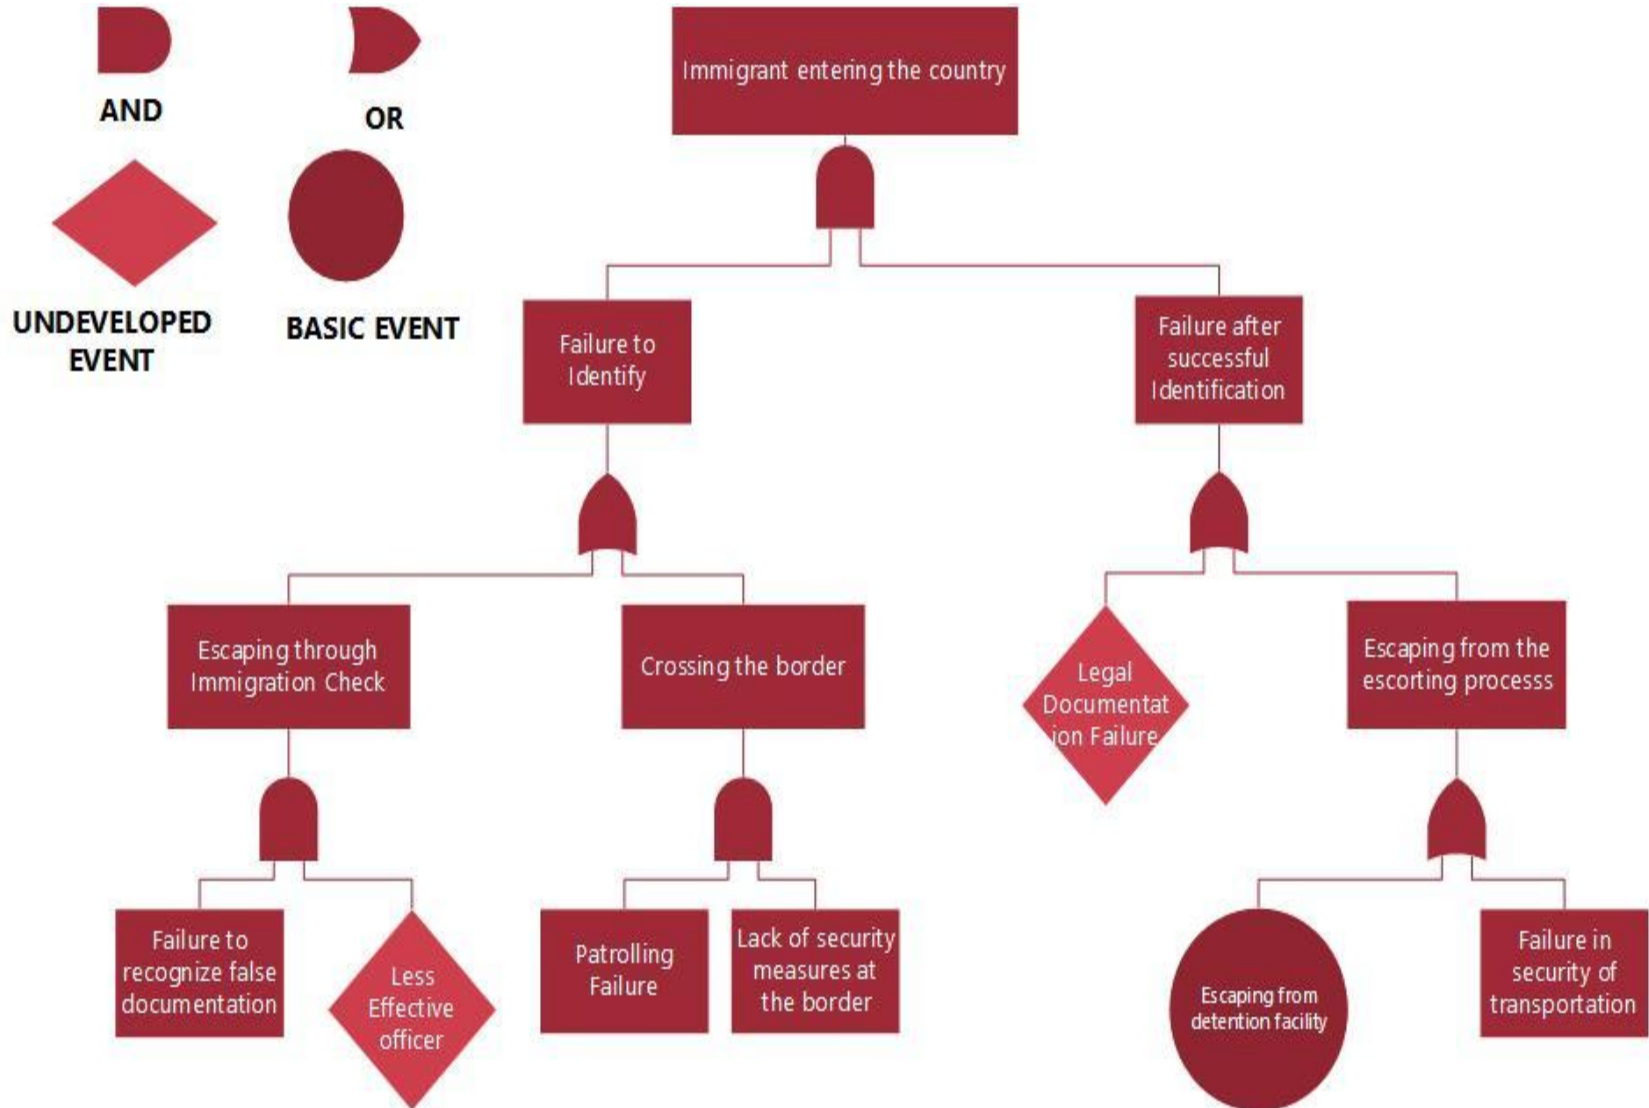 AND
OR
UNDEVELOPED
EVENT
BASIC EVENT
Immigrant entering the country
Failure to
Identify
Failure after
successful
Identification
Escaping through
Immigration Check
Crossing the border
Legal
Documentat
ion Failure
Escaping from the
escorting processs
Failure to
recognize false
documentation
Less
Effective
officer
Patrolling
Failure
Lack of security
measures at
the border
Escaping from
detention facility
Failure in
security of
transportation